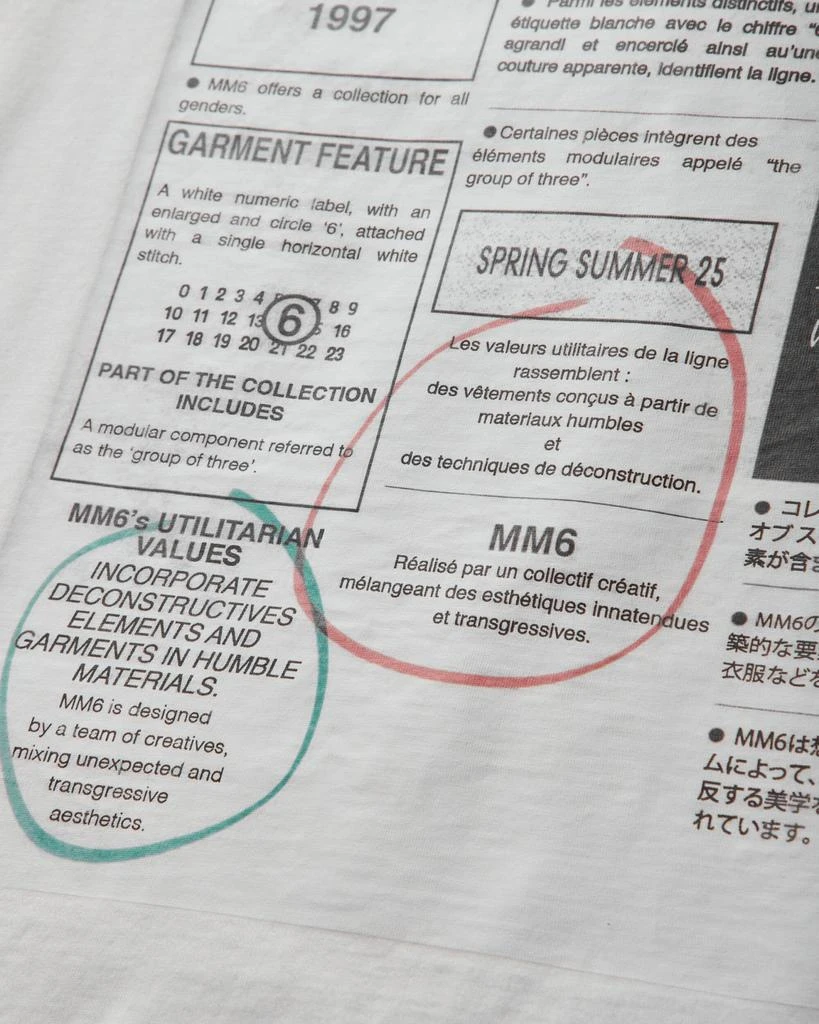 1997
● MM6 offers a collection for all
genders.
GARMENT FEATURE
A white numeric label, with an
enlarged and circle ‘6’, attached
with a single horizontal white
stitch.
0 1 2 3 4 8 9
10 11 12 13 6 16
17 18 19 20 21 22 23
PART OF THE COLLECTION
INCLUDES
A modular component referred to
as the ‘group of three’.
MM6’s UTILITARIAN
VALUES
INCORPORATE
DECONSTRUCTIVES
ELEMENTS AND
GARMENTS IN HUMBLE
MATERIALS.
MM6 is designed
by a team of creatives,
mixing unexpected and
transgressive
aesthetics.
● Parmi les éléments distinctifs, u
étiquette blanche avec le chiffre “6
agrandi et encerclé ainsi au'une
couture apparente, identifient la ligne.
● Certaines pièces intègrent des
éléments modulaires appelé “the
group of three”.
SPRING SUMMER 25
Les valeurs utilitaires de la ligne
rassemblent :
des vêtements conçus à partir de
materiaux humbles
et
des techniques de déconstruction.
MM6
Réalisé par un collectif créatif,
mélangeant des esthétiques innatendues
et transgressives.
● コレ
オブス
素が含ま
● MM6の
築的な要
衣服などを
● MM6は想
ムによって、
反する美学を
れています。